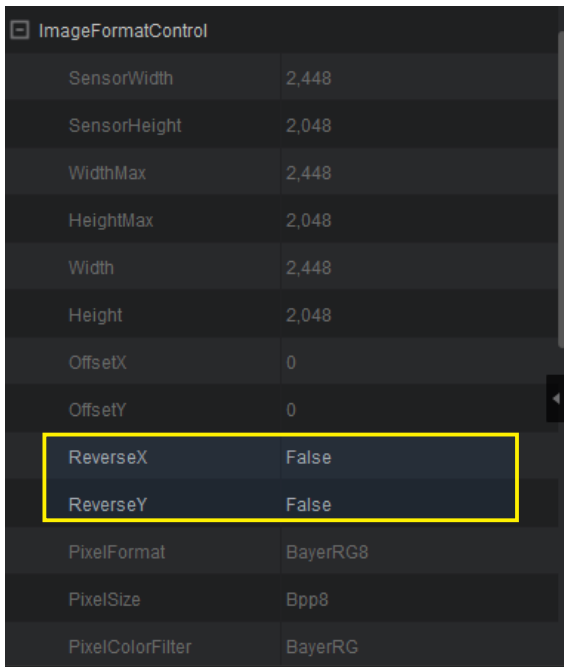 ImageFormatControl
SensorWidth 2,448
SensorHeight 2,048
WidthMax 2,448
HeightMax 2,048
Width 2,448
Height 2,048
OffsetX 0
OffsetY 0
ReverseX False
ReverseY False
PixelFormat BayerRG8
PixelSize Bpp8
PixelColorFilter BayerRG